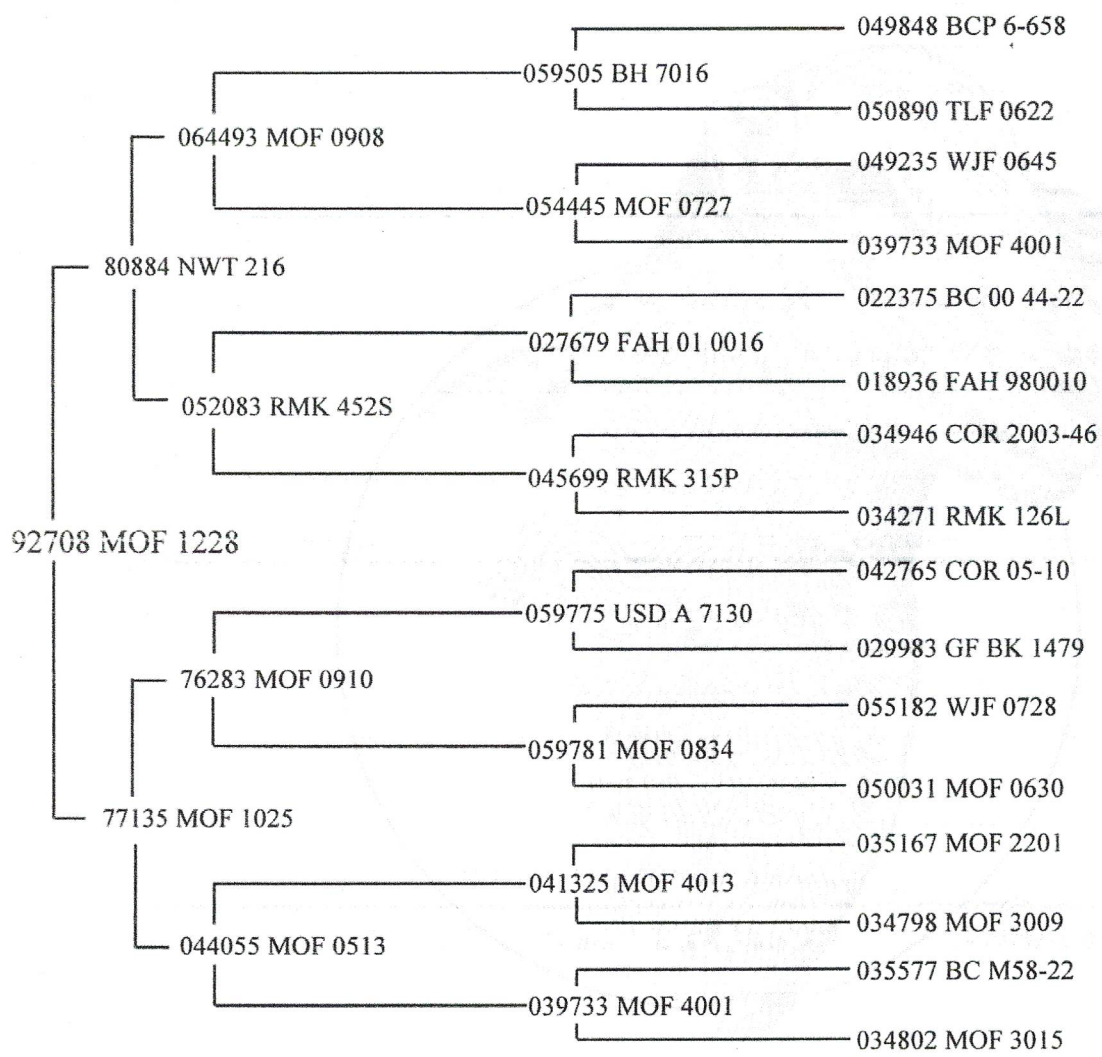 049848 BCP 6-658
059505 BH 7016
050890 TLF 0622
064493 MOF 0908
049235 WJF 0645
054445 MOF 0727
039733 MOF 4001
80884 NWT 216
022375 BC 00 44-22
027679 FAH 01 0016
018936 FAH 980010
052083 RMK 452S
034946 COR 2003-46
045699 RMK 315P
034271 RMK 126L
92708 MOF 1228
042765 COR 05-10
059775 USD A 7130
029983 GF BK 1479
76283 MOF 0910
055182 WJF 0728
059781 MOF 0834
050031 MOF 0630
77135 MOF 1025
035167 MOF 2201
041325 MOF 4013
034798 MOF 3009
044055 MOF 0513
035577 BC M58-22
039733 MOF 4001
034802 MOF 3015